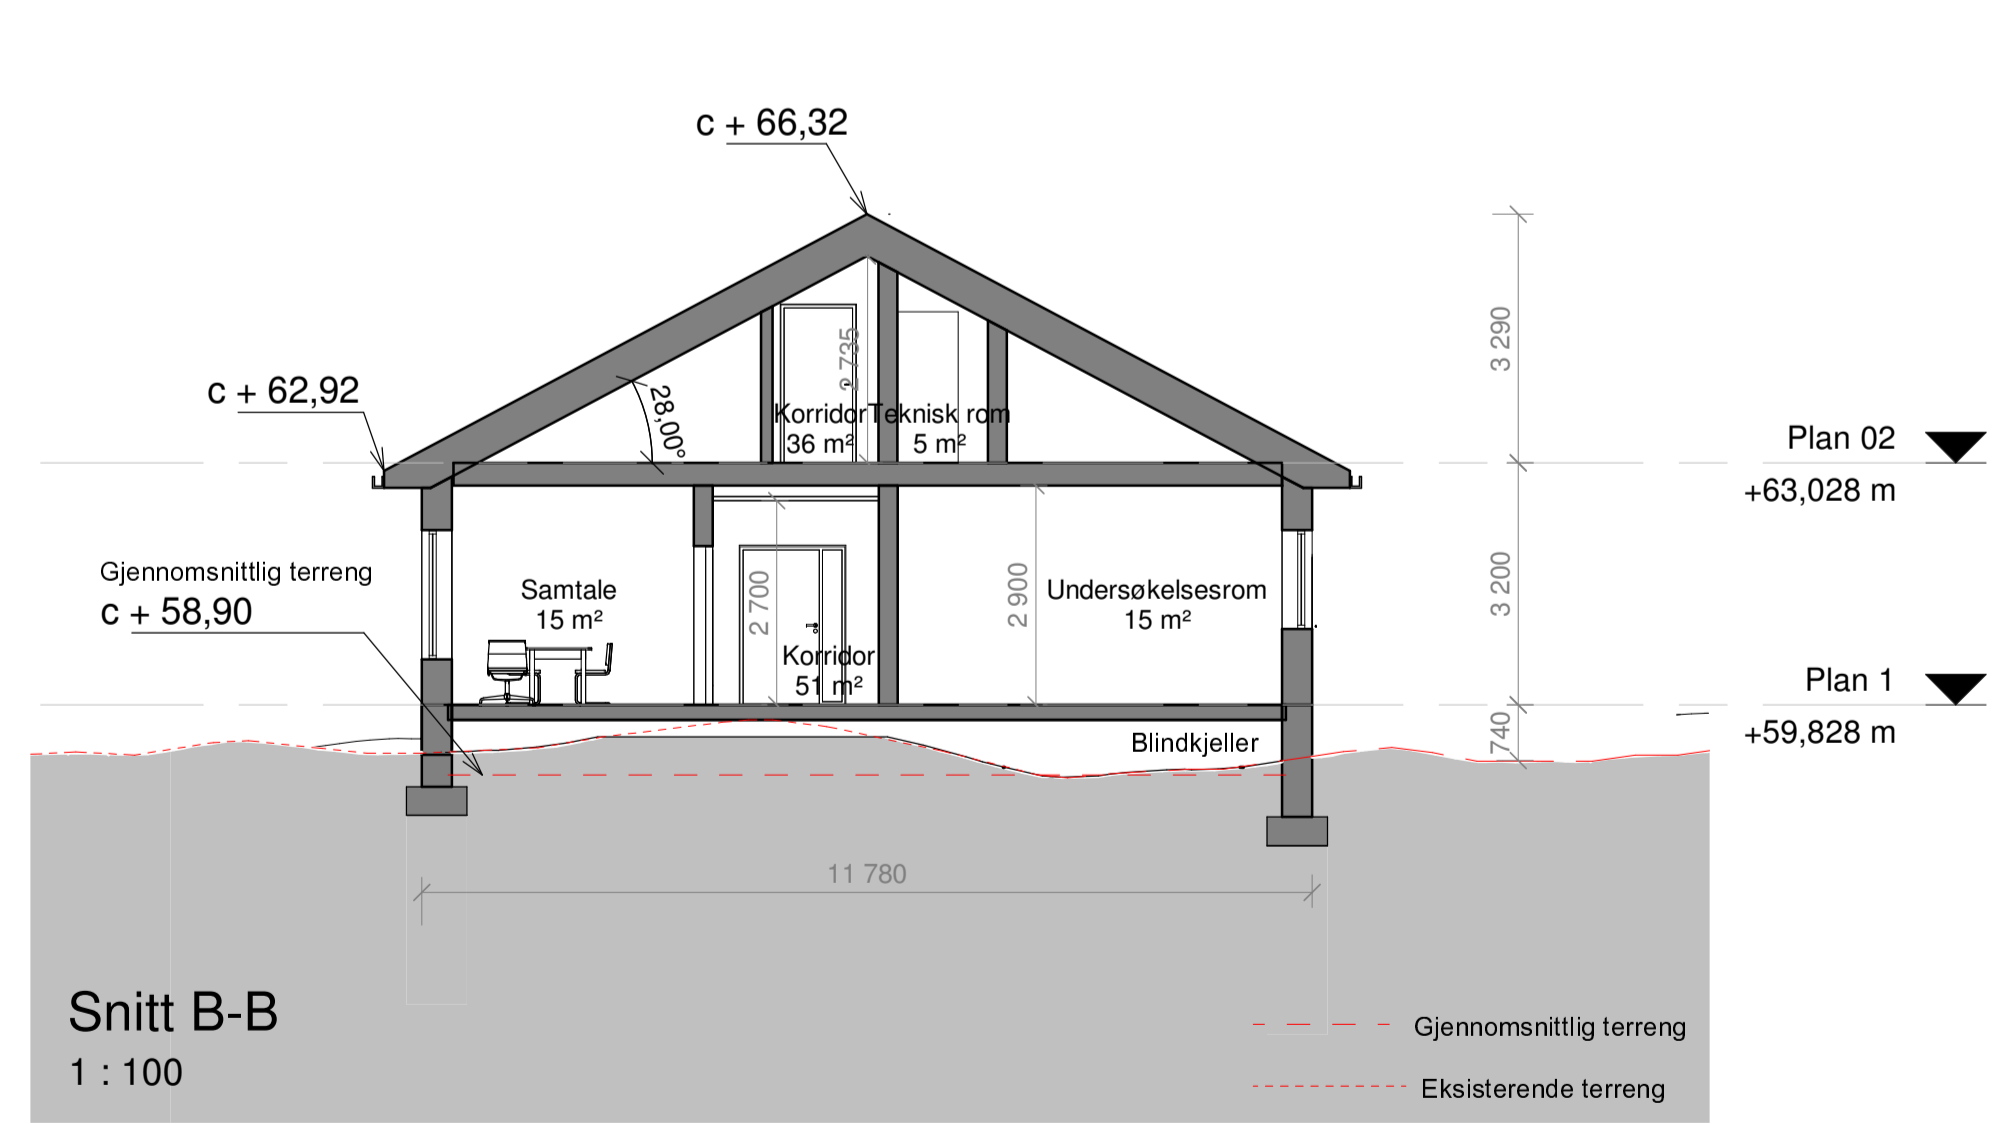 c + 66,32
3 290
c + 62,92
28,00°
2 735
Korridor
36 m²
Teknisk rom
5 m²
Plan 02
+63,028 m
Gjennomsnittlig terreng
c + 58,90
Samtale
15 m²
2 700
Korridor
51 m²
2 900
Undersøkelsesrom
15 m²
3 200
Plan 1
+59,828 m
740
Blindkjeller
11 780
Snitt B-B
1 : 100
Gjennomsnittlig terreng
Eksisterende terreng